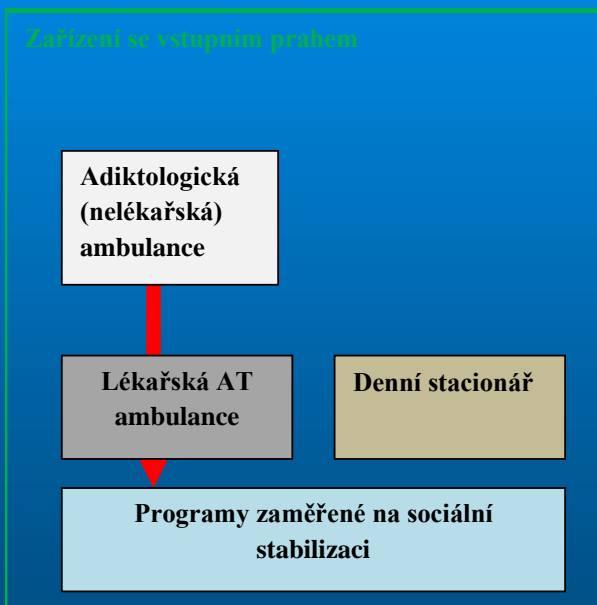 Zařízení se vstupním prahem
Adiktologická
(nelékařská)
ambulance
Lékařská AT
ambulance
Denní stacionář
Programy zaměřené na sociální
stabilizaci